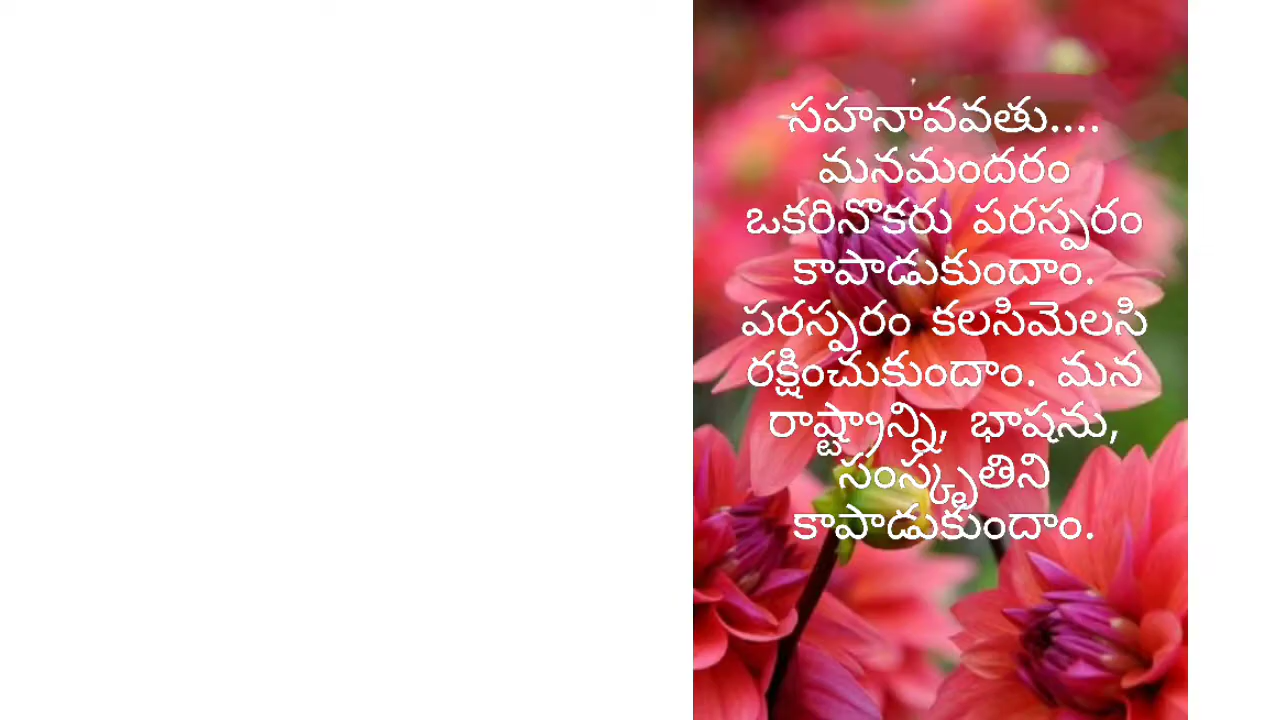 సహనావవతు....
మనమందరం
ఒకరినొకరు పరస్పరం
కాపాడుకుందాం.
పరస్పరం కలసిమెలసి
రక్షించుకుందాం. మన
రాష్ట్రాన్ని, భాషను,
సంస్కృతిని
కాపాడుకుందాం.